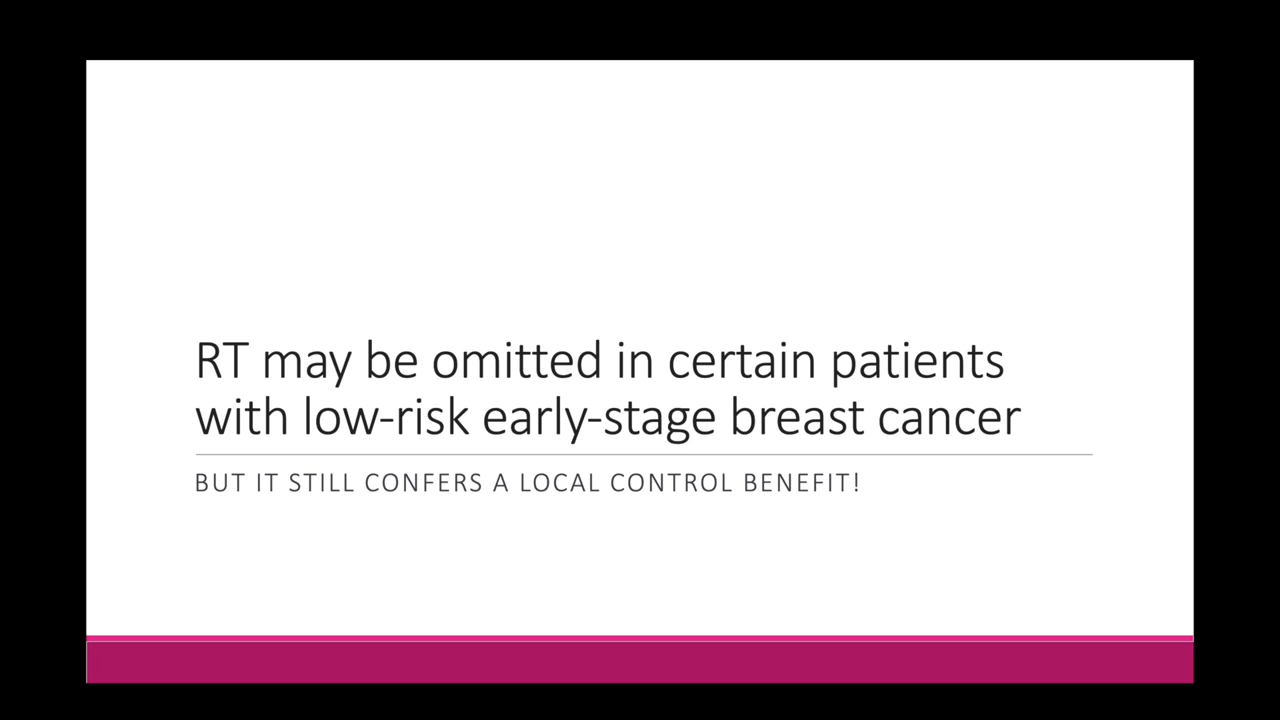 RT may be omitted in certain patients
with low-risk early-stage breast cancer
BUT IT STILL CONFERS A LOCAL CONTROL BENEFIT!